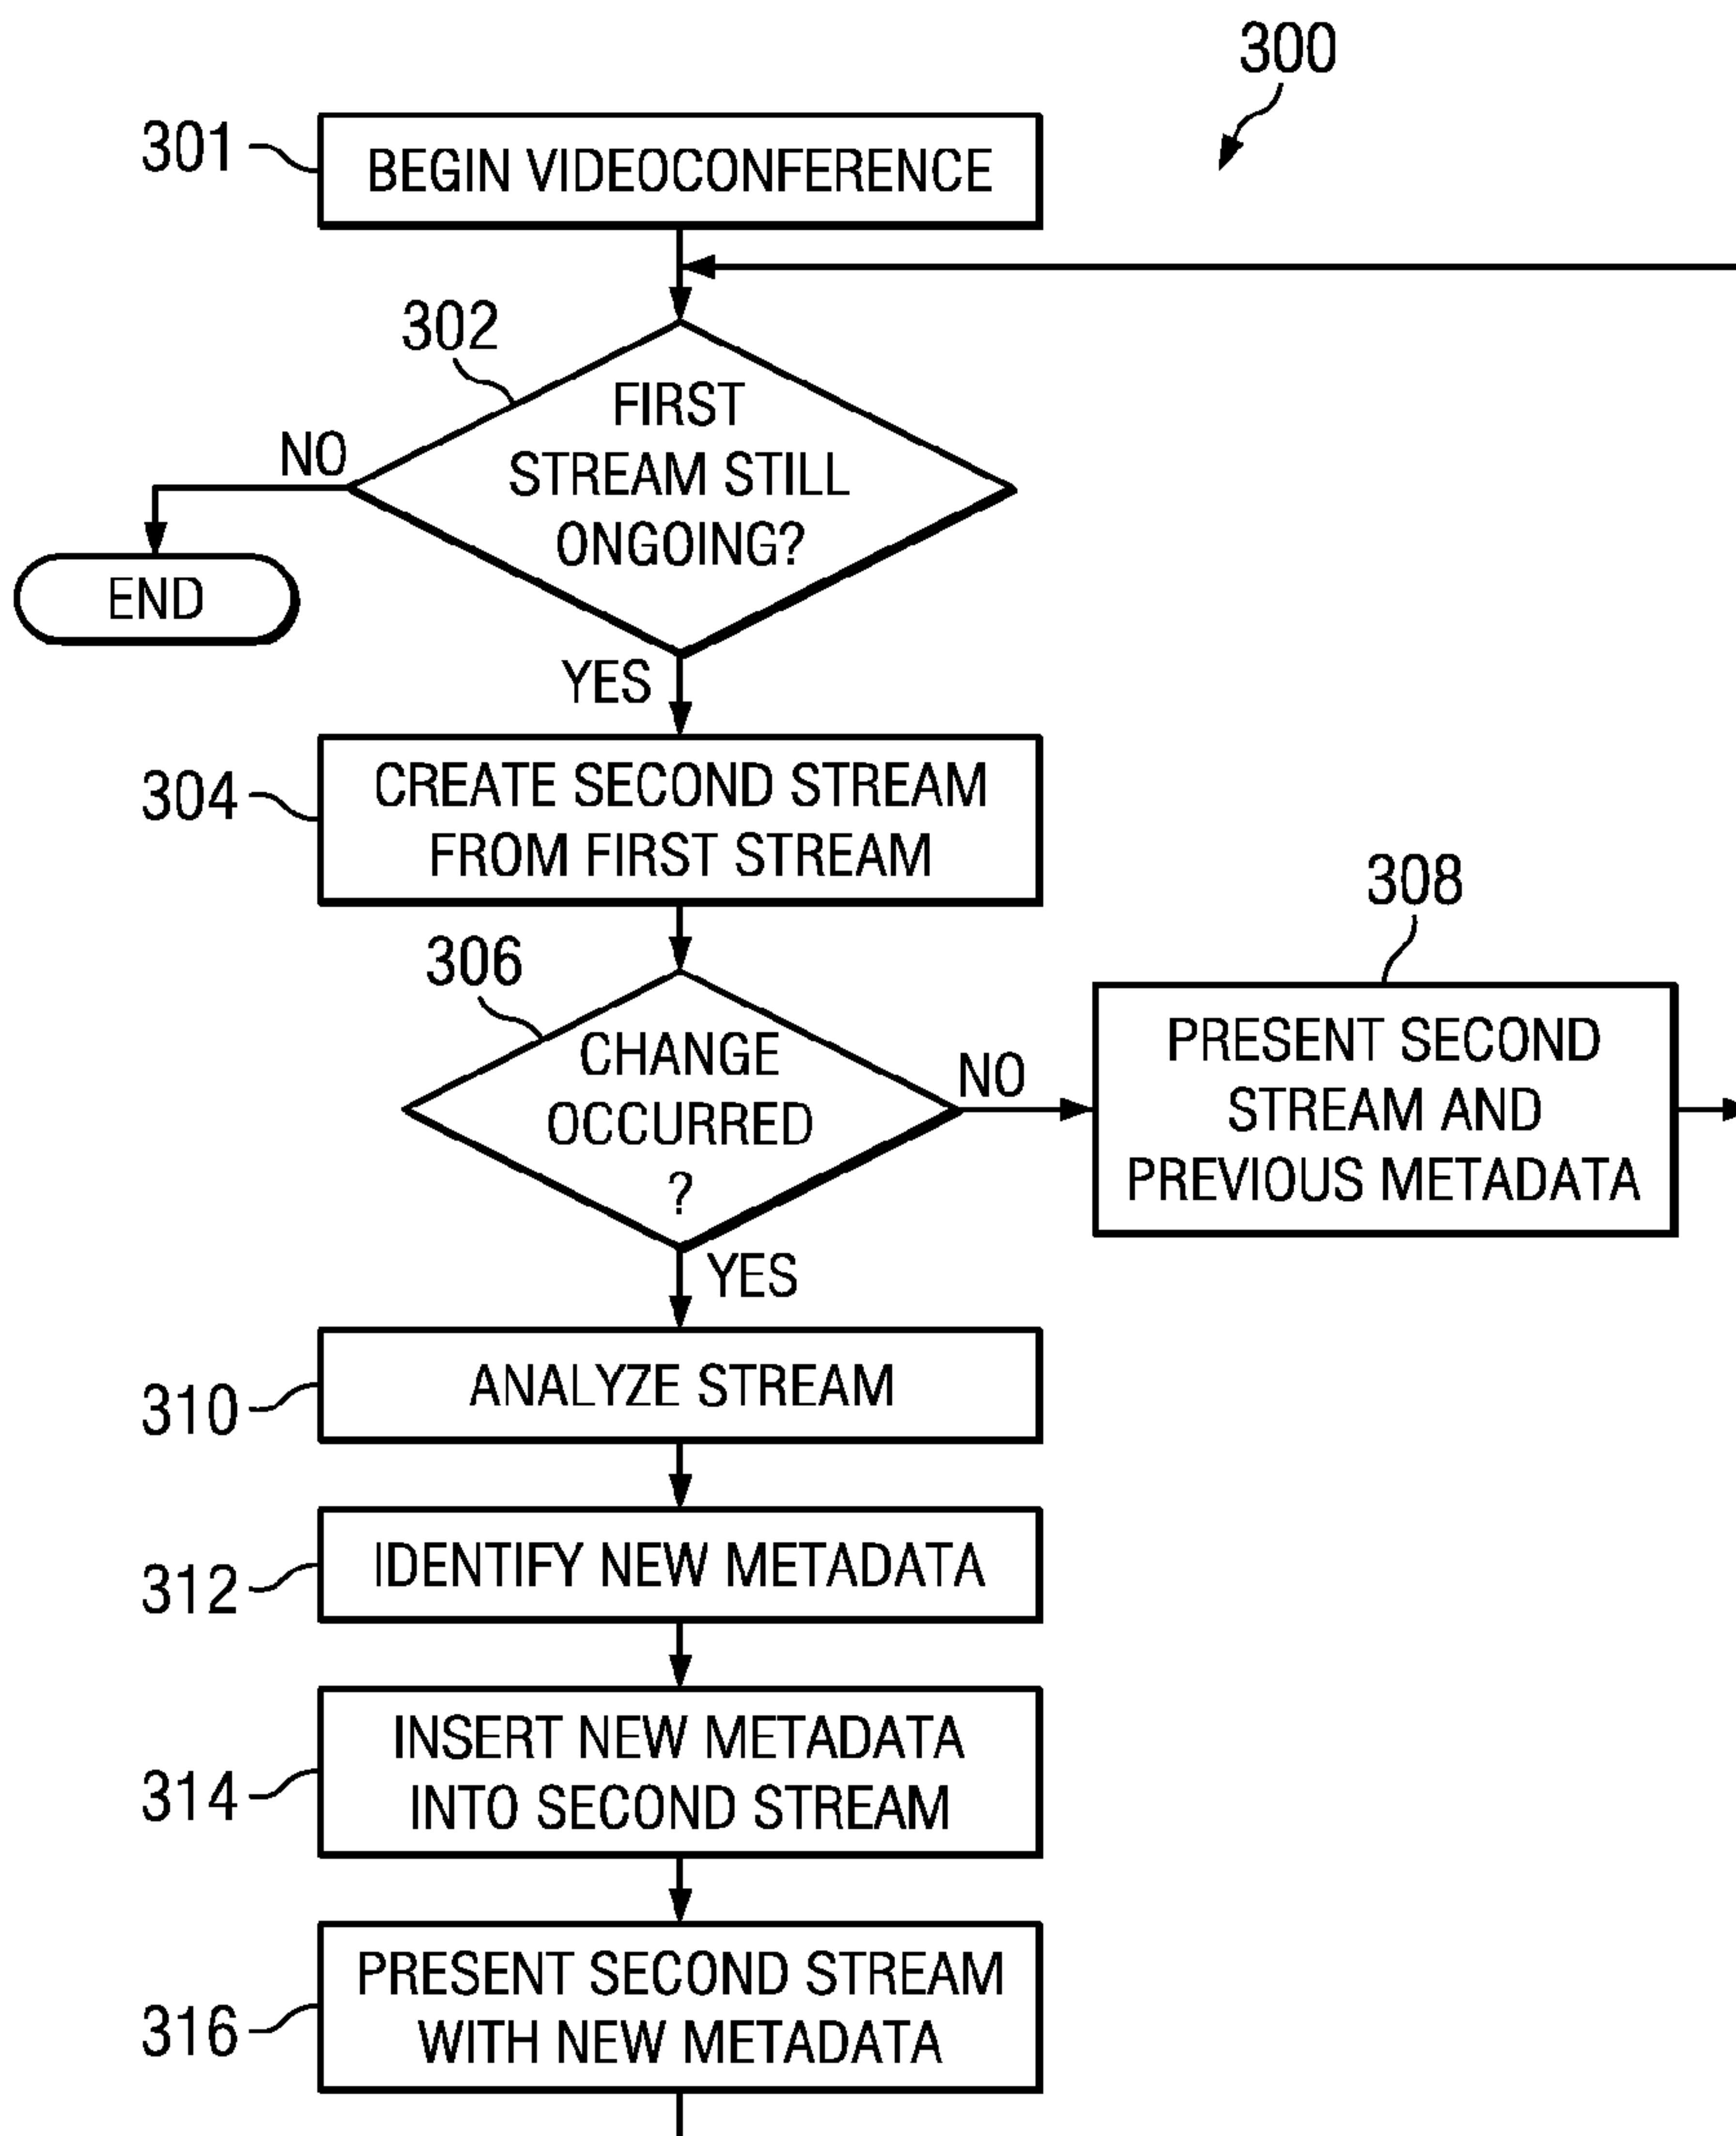 300
301
BEGIN VIDEOCONFERENCE
302
FIRST
STREAM STILL
ONGOING?
NO
END
YES
304
CREATE SECOND STREAM
FROM FIRST STREAM
306
CHANGE
OCCURRED
?
NO
308
PRESENT SECOND
STREAM AND
PREVIOUS METADATA
YES
310
ANALYZE STREAM
312
IDENTIFY NEW METADATA
314
INSERT NEW METADATA
INTO SECOND STREAM
316
PRESENT SECOND STREAM
WITH NEW METADATA